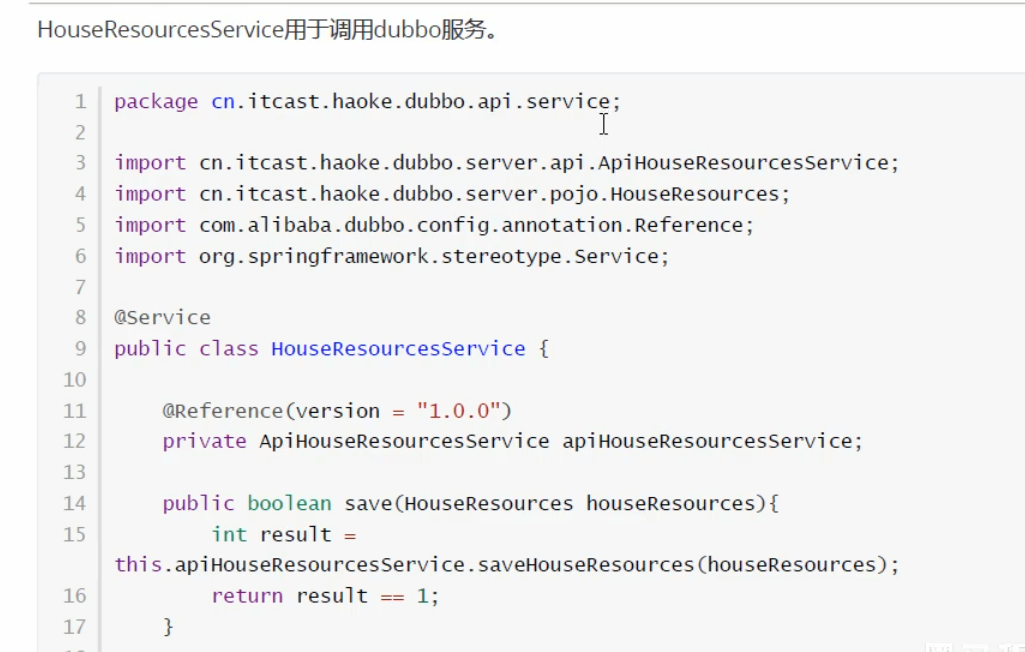 HouseResourcesService用于调用dubbo服务。
1 package cn.itcast.haoke.dubbo.api.service;
2
3 import cn.itcast.haoke.dubbo.server.api.ApiHouseResourcesService;
4 import cn.itcast.haoke.dubbo.server.pojo.HouseResources;
5 import com.alibaba.dubbo.config.annotation.Reference;
6 import org.springframework.stereotype.Service;
7
8 @Service
9 public class HouseResourcesService {
10
11 @Reference(version = "1.0.0")
12 private ApiHouseResourcesService apiHouseResourcesService;
13
14 public boolean save(HouseResources houseResources){
15 int result =
this.apiHouseResourcesService.saveHouseResources(houseResources);
16 return result == 1;
17 }